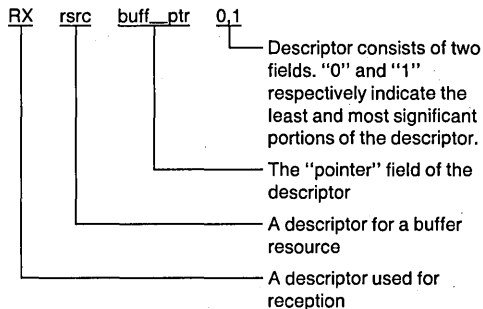 RX rsrc buff__ptr 0,1
Descriptor consists of two
fields. "0" and "1"
respectively indicate the
least and most significant
portions of the descriptor.
The "pointer" field of the
descriptor
A descriptor for a buffer
resource
A descriptor used for
reception